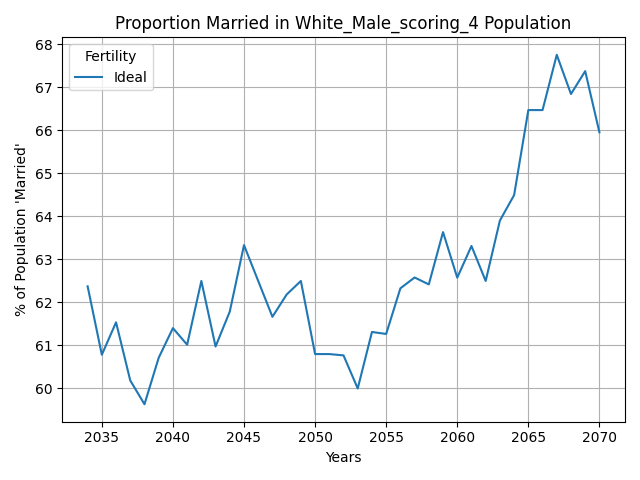 Proportion Married in White_Male_scoring_4 Population
Fertility
Ideal
% of Population 'Married'
68
67
66
65
64
63
62
61
60
2035 2040 2045 2050 2055 2060 2065 2070
Years